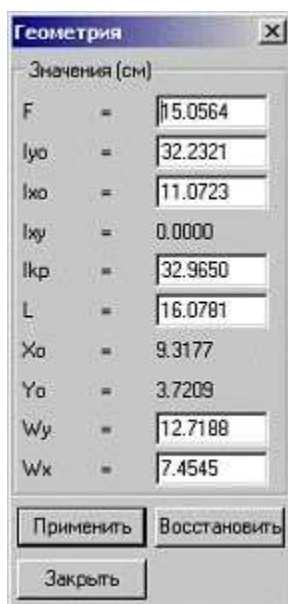 Геометрия
Значения (см)
F = 15.0564
Iyo = 32.2321
Ixo = 11.0723
Ixy = 0.0000
Iкр = 32.9650
L = 16.0781
Xo = 9.3177
Yo = 3.7209
Wy = 12.7188
Wx = 7.4545
Применить Восстановить
Закрыть